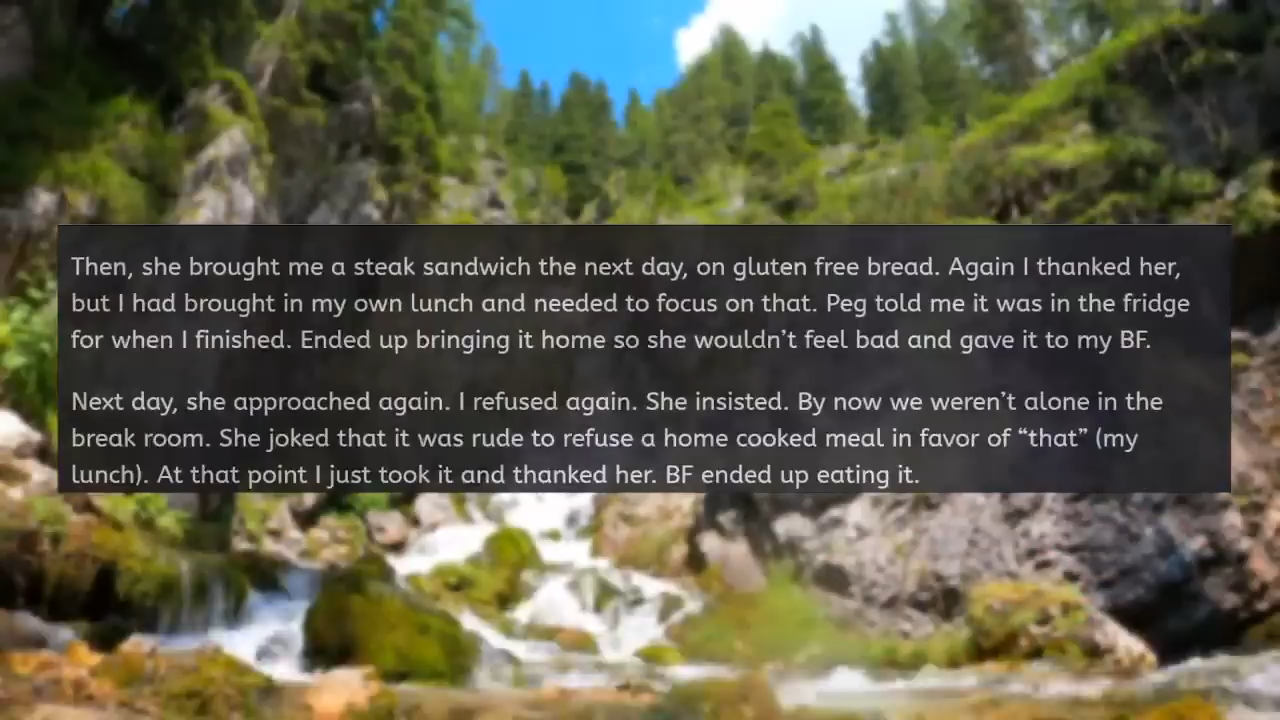 Then, she brought me a steak sandwich the next day, on gluten free bread. Again I thanked her,
but I had brought in my own lunch and needed to focus on that. Peg told me it was in the fridge
for when I finished. Ended up bringing it home so she wouldn’t feel bad and gave it to my BF.
Next day, she approached again. I refused again. She insisted. By now we weren’t alone in the
break room. She joked that it was rude to refuse a home cooked meal in favor of “that” (my
lunch). At that point I just took it and thanked her. BF ended up eating it.